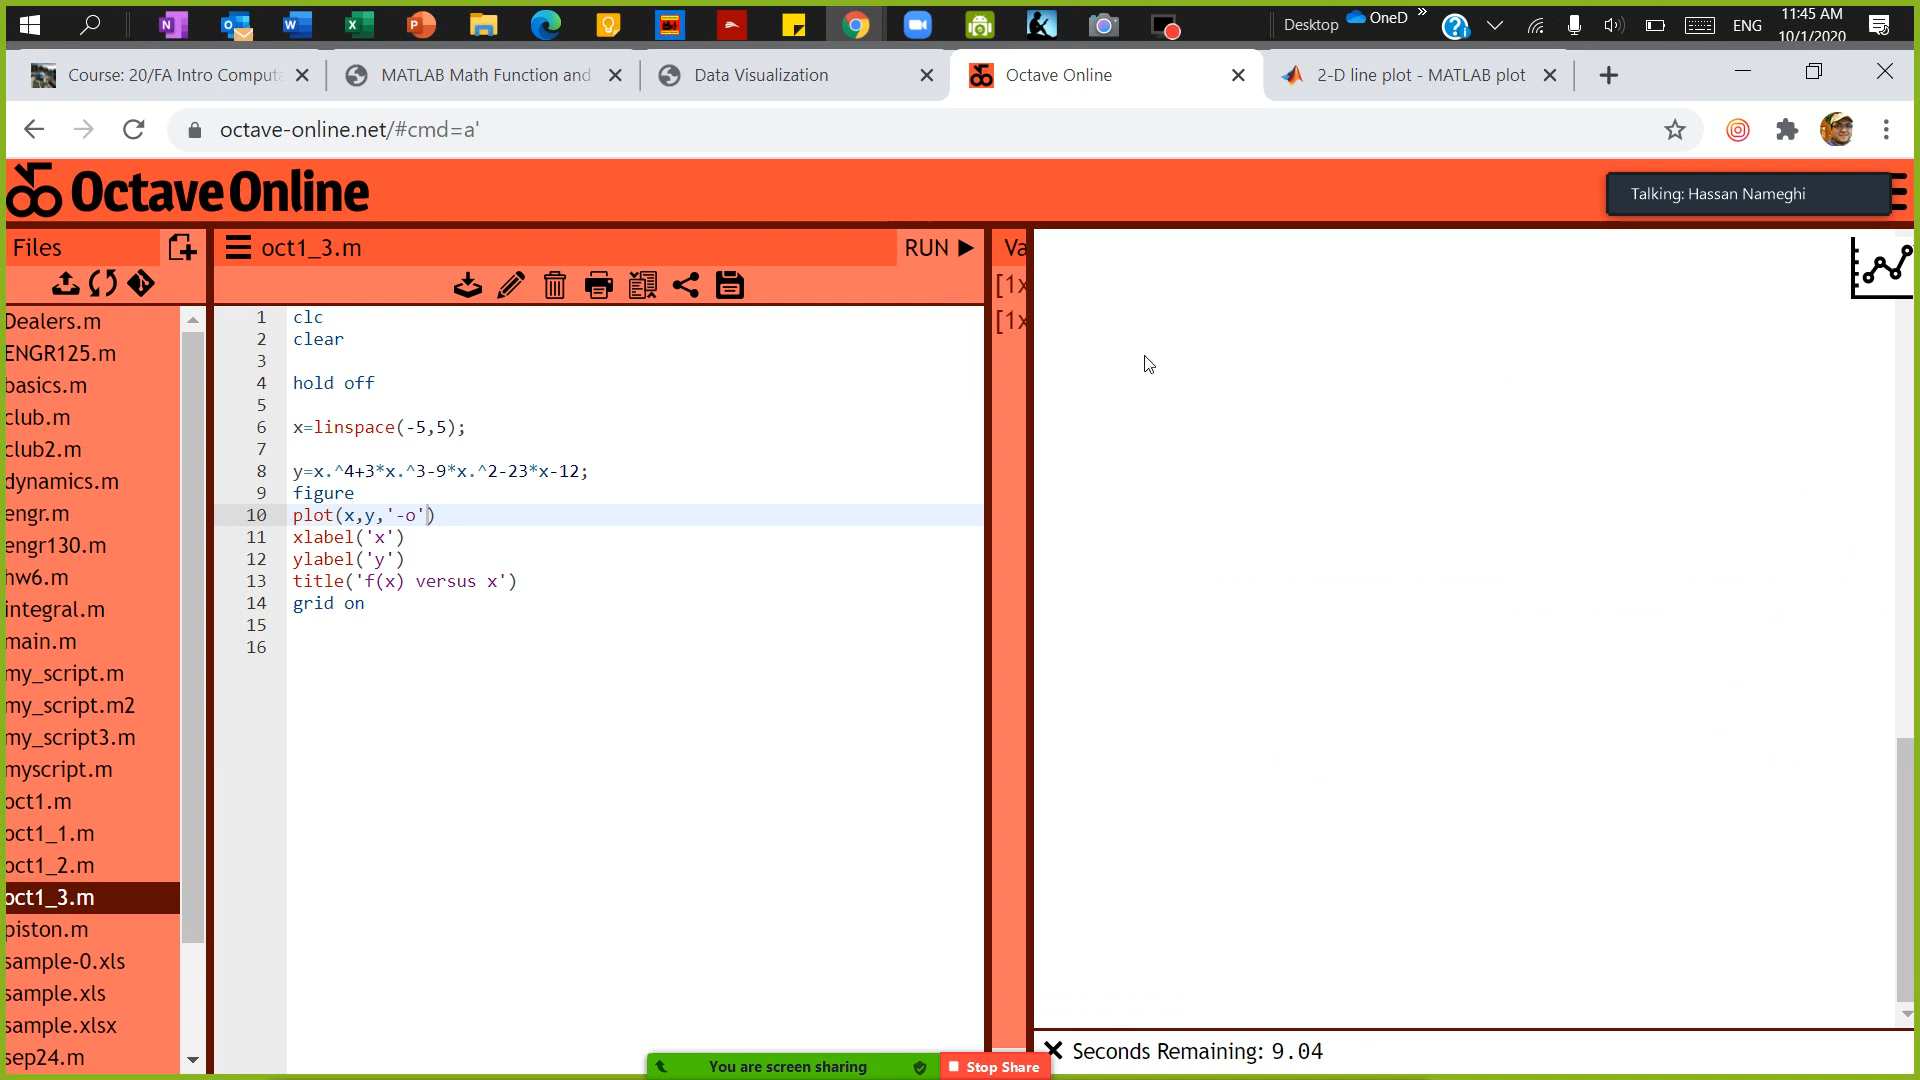 Desktop
OneD
»
ENG
11:45 AM
10/1/2020
Course: 20/FA Intro Computa
MATLAB Math Function and
Data Visualization
Octave Online
2-D line plot - MATLAB plot
octave-online.net/#cmd=a'
Octave Online
Talking: Hassan Nameghi
Files
oct1_3.m
RUN
Va
[1x
[1x
Dealers.m
ENGR125.m
basics.m
club.m
club2.m
dynamics.m
engr.m
engr130.m
hw6.m
integral.m
main.m
my_script.m
my_script.m2
my_script3.m
myscript.m
oct1.m
oct1_1.m
oct1_2.m
oct1_3.m
piston.m
sample-0.xls
sample.xls
sample.xlsx
sep24.m
1 clc
2 clear
3
4 hold off
5
6 x=linspace(-5,5);
7
8 y=x.^4+3*x.^3-9*x.^2-23*x-12;
9 figure
10 plot(x,y,'-o')
11 xlabel('x')
12 ylabel('y')
13 title('f(x) versus x')
14 grid on
15
16
Seconds Remaining: 9.04
You are screen sharing
Stop Share